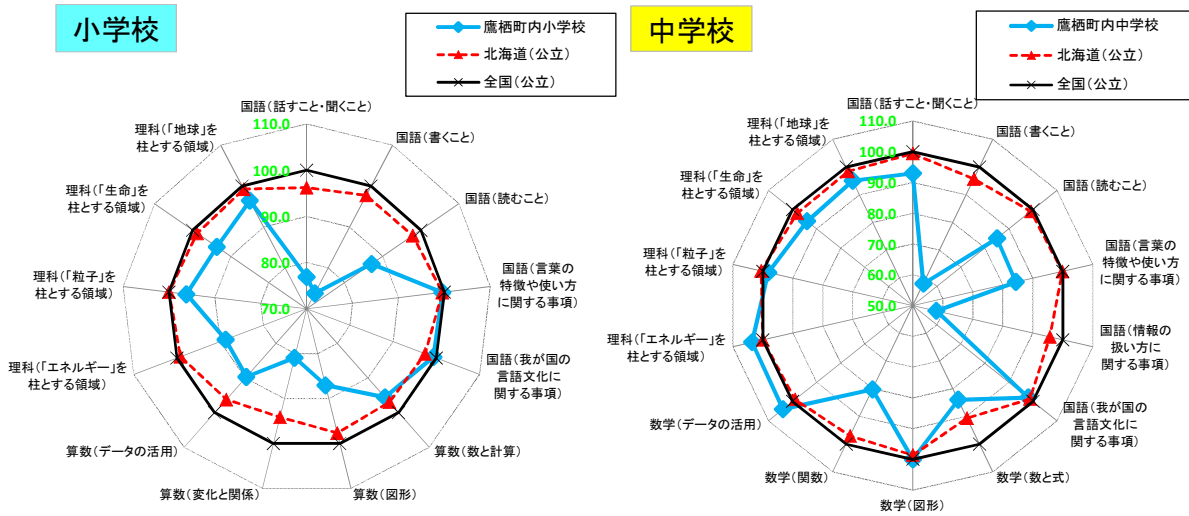 小学校
鷹栖町内小学校
北海道(公立)
全国(公立)
国語(話すこと・聞くこと)
国語(書くこと)
国語(読むこと)
国語(言葉の
特徴や使い方
に関する事項)
国語(我が国の
言語文化に
関する事項)
算数(数と計算)
算数(図形)
算数(変化と関係)
算数(データの活用)
理科(「エネルギー」を
柱とする領域)
理科(「粒子」を
柱とする領域)
理科(「生命」を
柱とする領域)
理科(「地球」を
柱とする領域)
110.0
100.0
90.0
80.0
70.0
中学校
鷹栖町内中学校
北海道(公立)
全国(公立)
国語(話すこと・聞くこと)
国語(書くこと)
国語(読むこと)
国語(言葉の
特徴や使い方
に関する事項)
国語(情報の
扱い方に
関する事項)
国語(我が国の
言語文化に
関する事項)
数学(数と式)
数学(図形)
数学(関数)
数学(データの活用)
理科(「エネルギー」を
柱とする領域)
理科(「粒子」を
柱とする領域)
理科(「生命」を
柱とする領域)
理科(「地球」を
柱とする領域)
110.0
100.0
90.0
80.0
70.0
60.0
50.0